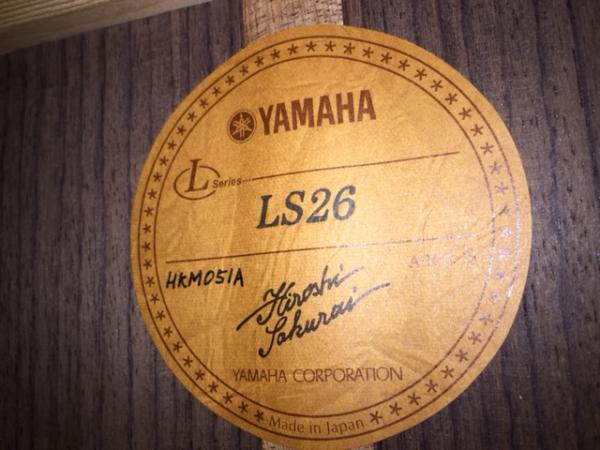 YAMAHA
L Series
LS26
HKM051A
Hiroshi
Sakurai
YAMAHA CORPORATION
Made in Japan